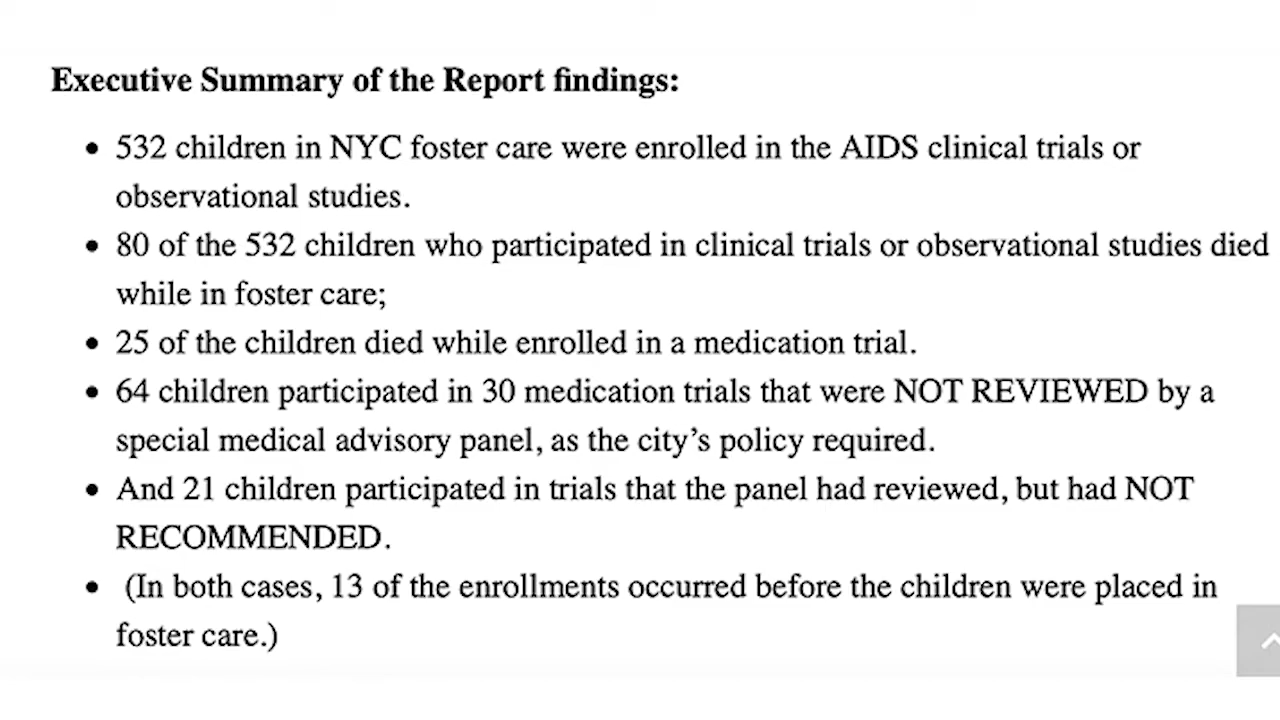 Executive Summary of the Report findings:
• 532 children in NYC foster care were enrolled in the AIDS clinical trials or
observational studies.
• 80 of the 532 children who participated in clinical trials or observational studies died
while in foster care;
• 25 of the children died while enrolled in a medication trial.
• 64 children participated in 30 medication trials that were NOT REVIEWED by a
special medical advisory panel, as the city’s policy required.
• And 21 children participated in trials that the panel had reviewed, but had NOT
RECOMMENDED.
• (In both cases, 13 of the enrollments occurred before the children were placed in
foster care.)